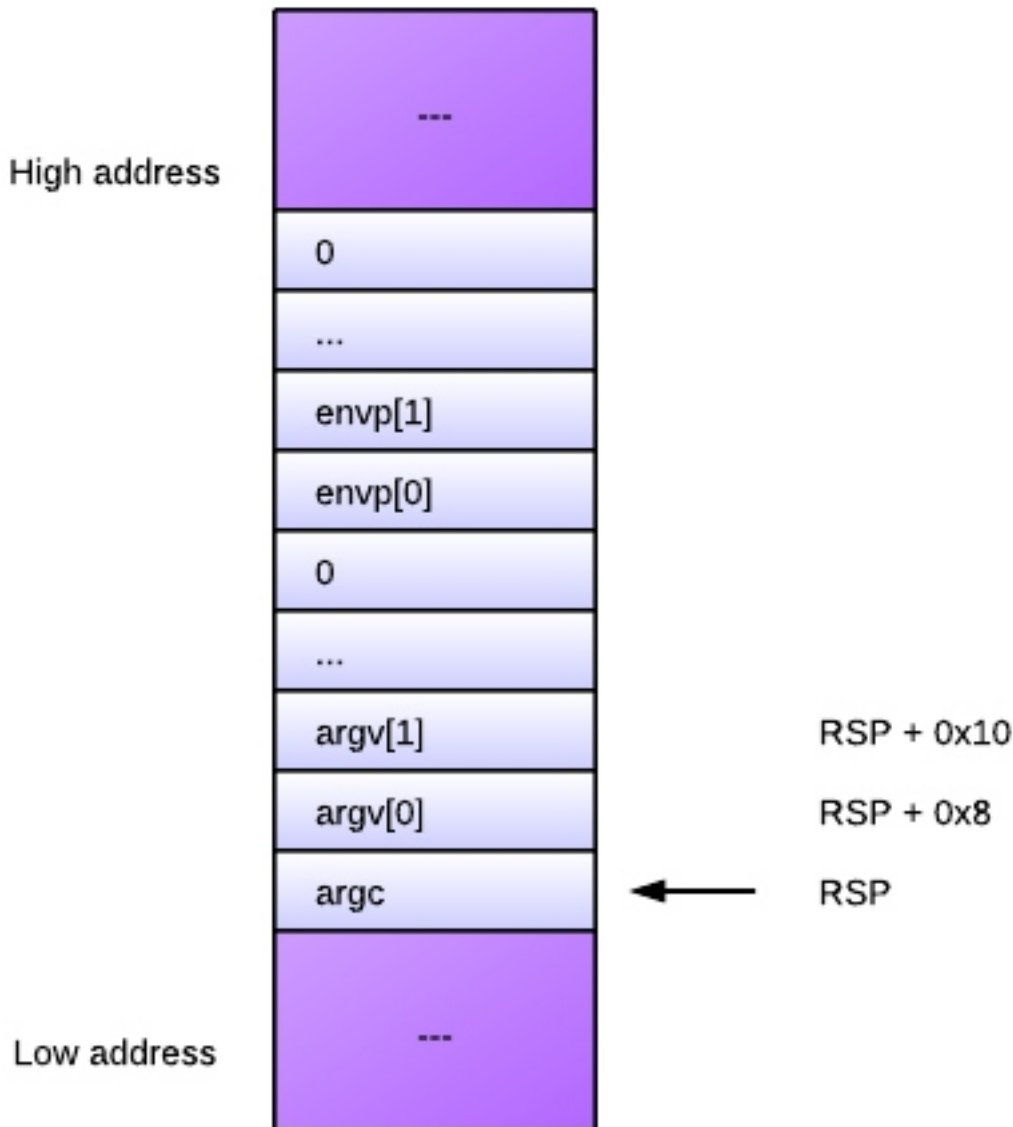 ---
High address
0
...
envp[1]
envp[0]
0
...
argv[1] RSP + 0x10
argv[0] RSP + 0x8
argc RSP
---
Low address